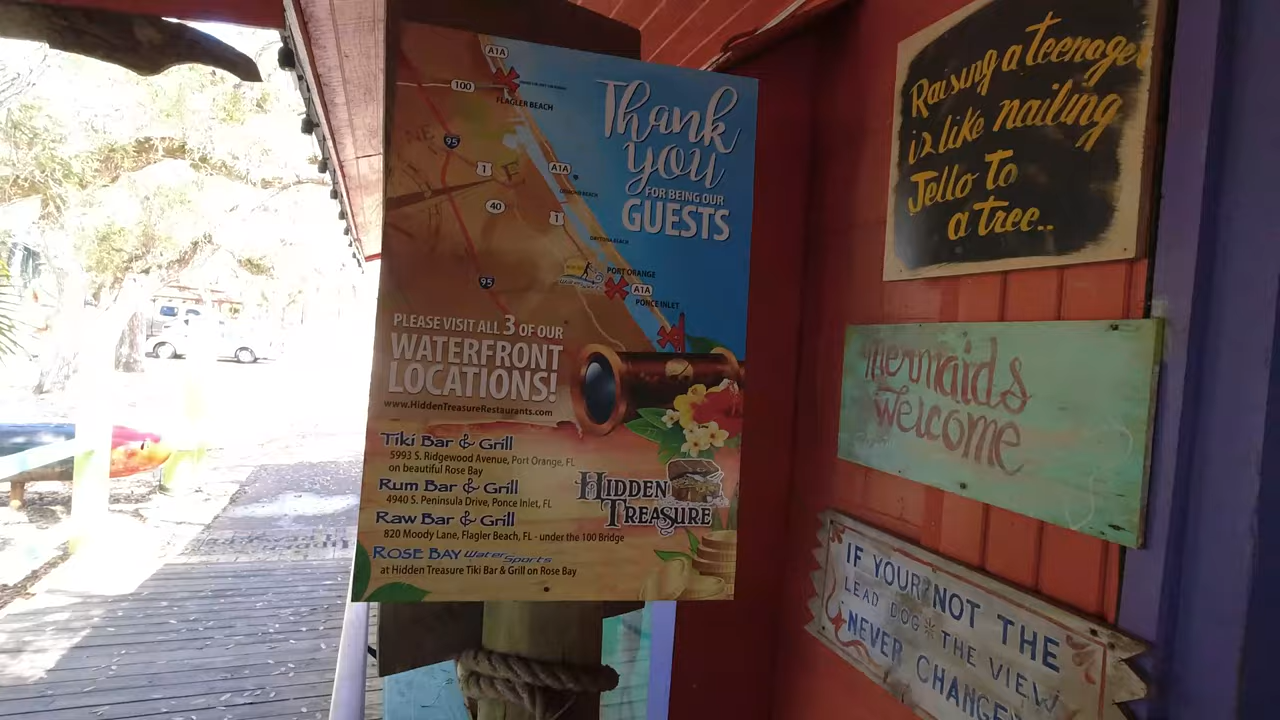 A1A
100
FLAGLER BEACH
95
1
A1A
40
1
DAYTONA BEACH
95
PORT ORANGE
A1A
PONCE INLET
Thank
you
FOR BEING OUR
GUESTS
PLEASE VISIT ALL 3 OF OUR
WATERFRONT
LOCATIONS!
www.HiddenTreasureRestaurants.com
Tiki Bar & Grill
5993 S. Ridgewood Avenue, Port Orange, FL
on beautiful Rose Bay
Rum Bar & Grill
4940 S. Peninsula Drive, Ponce Inlet, FL
Raw Bar & Grill
820 Moody Lane, Flagler Beach, FL - under the 100 Bridge
ROSE BAY Water Sports
at Hidden Treasure Tiki Bar & Grill on Rose Bay
HIDDEN
TREASURE
Raising a teenager
is like nailing
Jello To
a tree..
Mermaids
Welcome
IF YOUR NOT THE
LEAD DOG THE VIEW
NEVER CHANGE